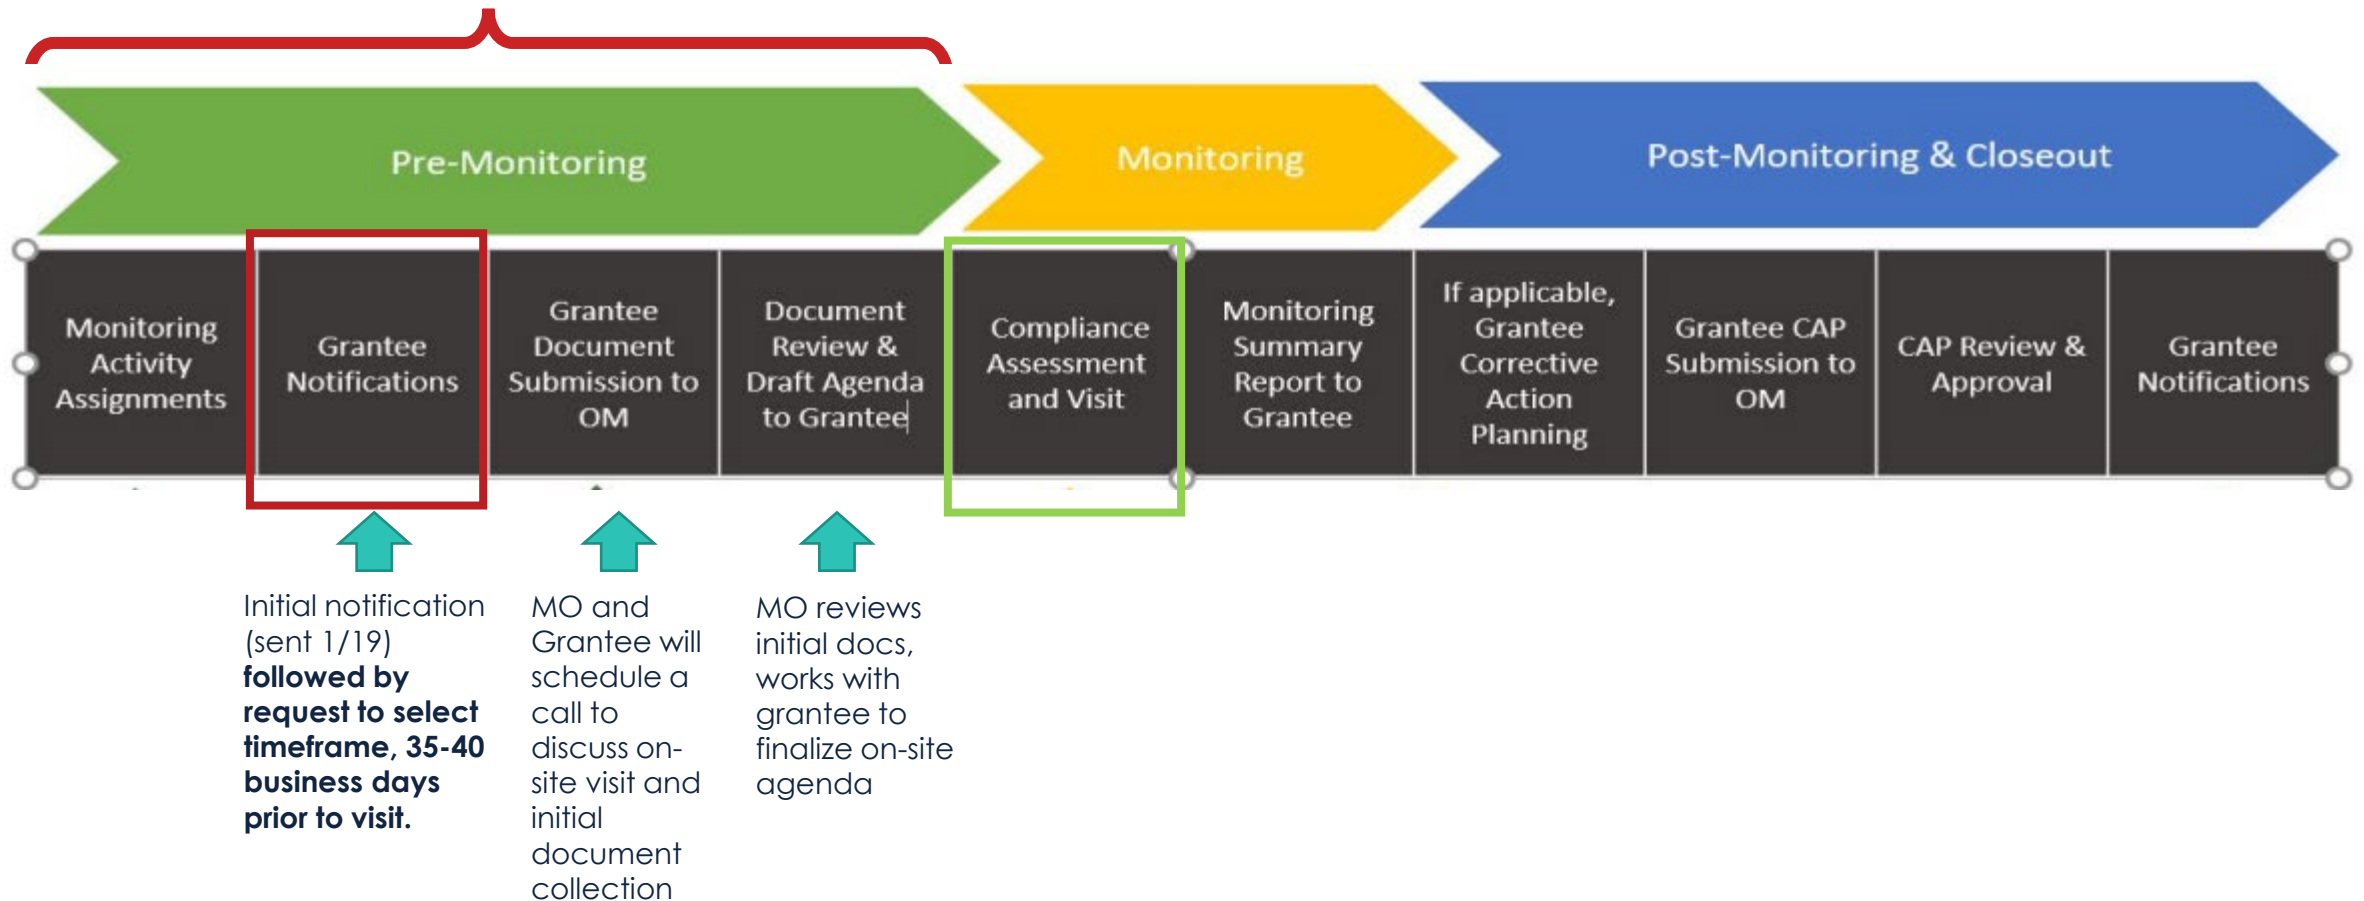 Pre-Monitoring
Monitoring
Post-Monitoring & Closeout
Monitoring
Activity
Assignments
Grantee
Notifications
Grantee
Document
Submission to
OM
Document
Review &
Draft Agenda
to Grantee
Compliance
Assessment
and Visit
Monitoring
Summary
Report to
Grantee
If applicable,
Grantee
Corrective
Action
Planning
Grantee CAP
Submission to
OM
CAP Review &
Approval
Grantee
Notifications
Initial notification
(sent 1/19)
followed by
request to select
timeframe, 35-40
business days
prior to visit.
MO and
Grantee will
schedule a
call to
discuss on-
site visit and
initial
document
collection
MO reviews
initial docs,
works with
grantee to
finalize on-site
agenda